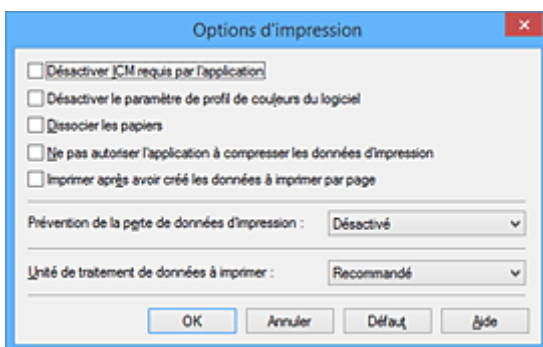 Options d'impression
Désactiver ICM requis par l'application
Désactiver le paramètre de profil de couleurs du logiciel
Dissocier les papiers
Ne pas autoriser l'application à compresser les données d'impression
Imprimer après avoir créé les données à imprimer par page
Prévention de la perte de données d'impression : Désactivé
Unité de traitement de données à imprimer : Recommandé
OK Annuler Défaut Aide